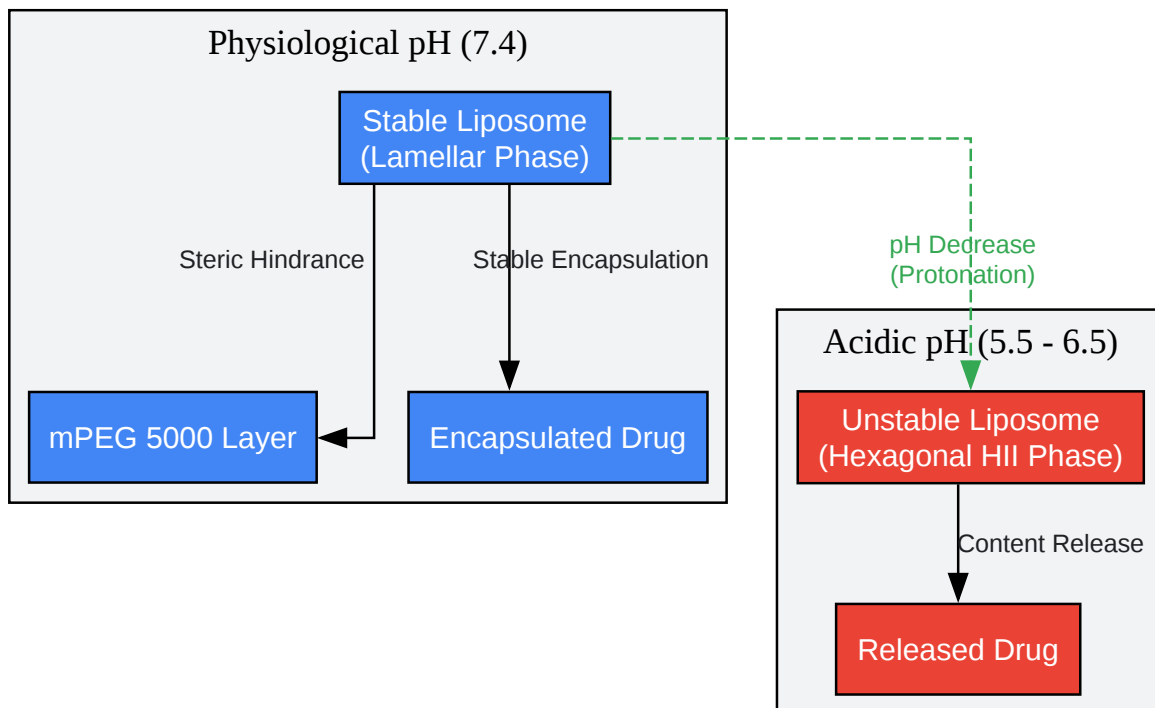 Physiological pH (7.4)
Stable Liposome
(Lamellar Phase)
Steric Hindrance
Stable Encapsulation
mPEG 5000 Layer
Encapsulated Drug
pH Decrease
(Protonation)
Acidic pH (5.5 - 6.5)
Unstable Liposome
(Hexagonal HII Phase)
Content Release
Released Drug